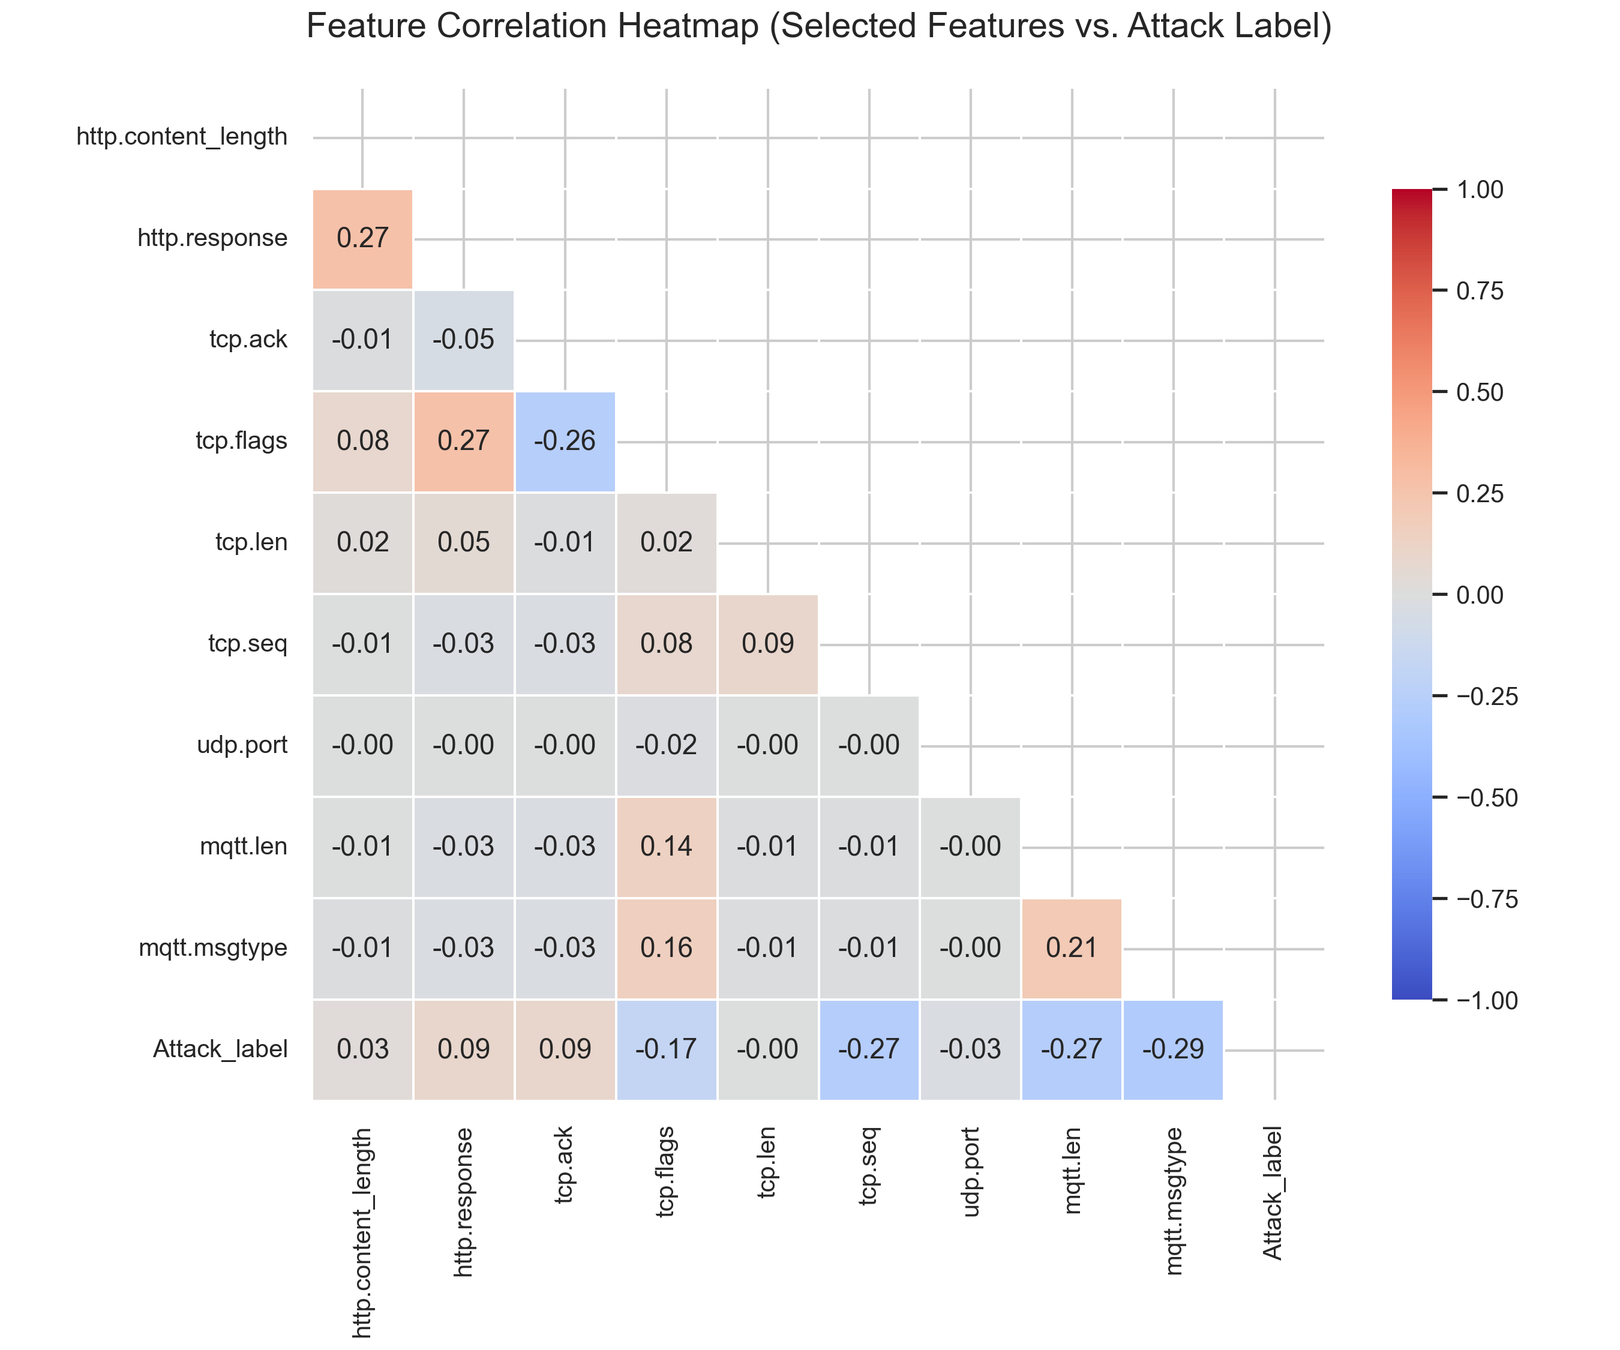 Feature Correlation Heatmap (Selected Features vs. Attack Label)
http.content_length
http.response 0.27
tcp.ack -0.01 -0.05
tcp.flags 0.08 0.27 -0.26
tcp.len 0.02 0.05 -0.01 0.02
tcp.seq -0.01 -0.03 -0.03 0.08 0.09
udp.port -0.00 -0.00 -0.00 -0.02 -0.00 -0.00
mqtt.len -0.01 -0.03 -0.03 0.14 -0.01 -0.01 -0.00
mqtt.msgtype -0.01 -0.03 -0.03 0.16 -0.01 -0.01 -0.00 0.21
Attack_label 0.03 0.09 0.09 -0.17 -0.00 -0.27 -0.03 -0.27 -0.29
http.content_length
http.response
tcp.ack
tcp.flags
tcp.len
tcp.seq
udp.port
mqtt.len
mqtt.msgtype
Attack_label
1.00
0.75
0.50
0.25
0.00
−0.25
−0.50
−0.75
−1.00